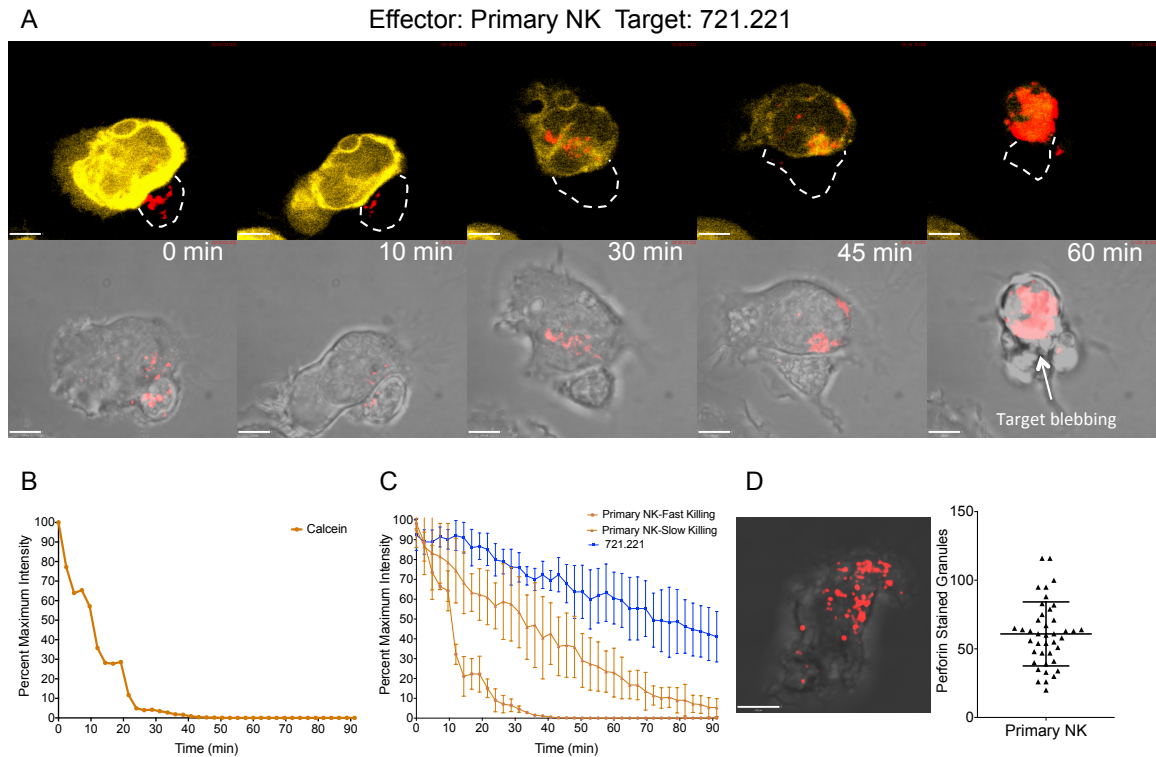 A
Effector: Primary NK Target: 721.221
0 min
10 min
30 min
45 min
60 min
Target blebbing
B
Percent Maximum Intensity
100
90
80
70
60
50
40
30
20
10
0
Calcein
0 10 20 30 40 50 60 70 80 90
Time (min)
C
Percent Maximum Intensity
100
90
80
70
60
50
40
30
20
10
0
Primary NK-Fast Killing
Primary NK-Slow Killing
721.221
0 10 20 30 40 50 60 70 80 90
Time (min)
D
Perforin Stained Granules
150
100
50
0
Primary NK